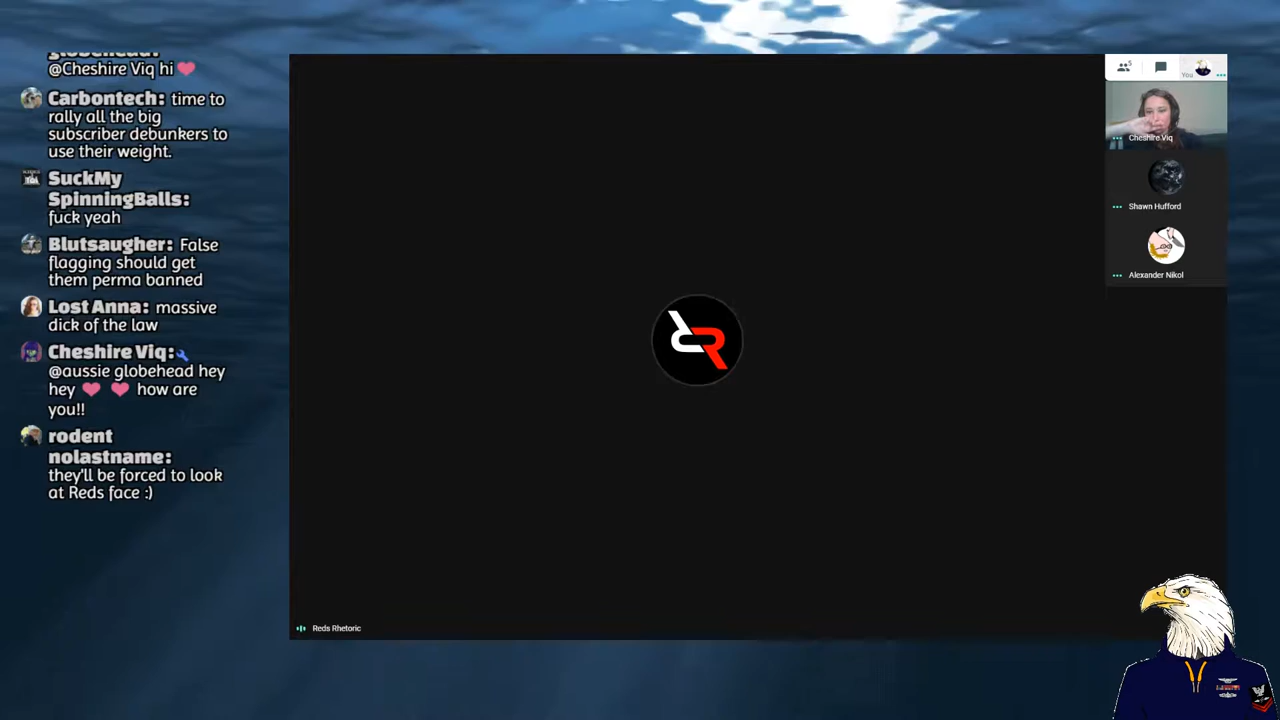 globehead:
@Cheshire Viq hi
Carbontech: time to
rally all the big
subscriber debunkers to
use their weight.
SuckMy
SpinningBalls:
fuck yeah
Blutsaugher: False
flagging should get
them perma banned
Lost Anna: massive
dick of the law
Cheshire Viq:
@aussie globehead hey
hey how are
you!!
rodent
nolastname:
they'll be forced to look
at Reds face :)
5
You
Cheshire Viq
Shawn Hufford
Alexander Nikol
Reds Rhetoric